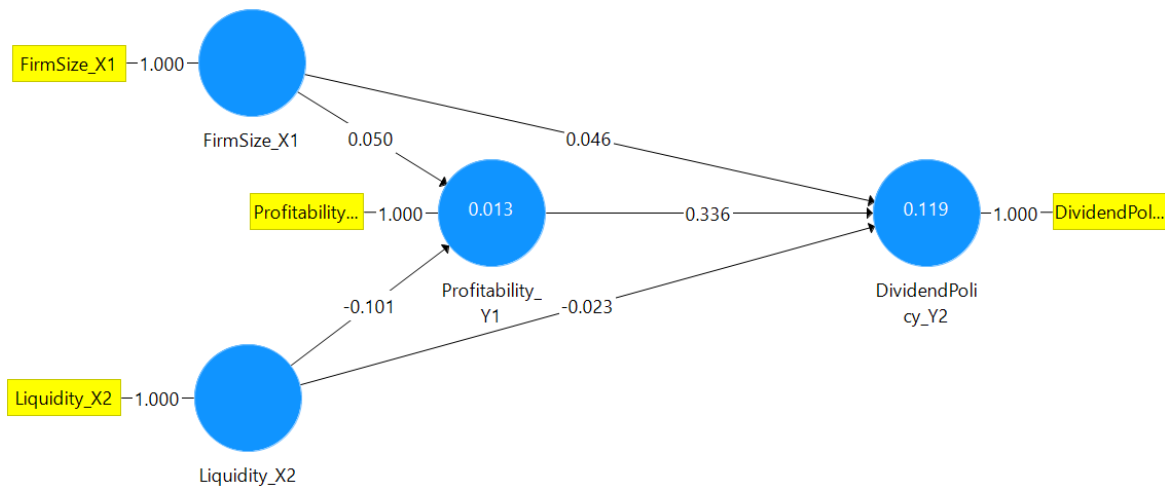 FirmSize_X1
1.000
FirmSize_X1
0.050
0.046
Profitability...
1.000
0.013
0.336
0.119
1.000
DividendPol...
Profitability_
Y1
DividendPoli
cy_Y2
-0.101
-0.023
Liquidity_X2
1.000
Liquidity_X2